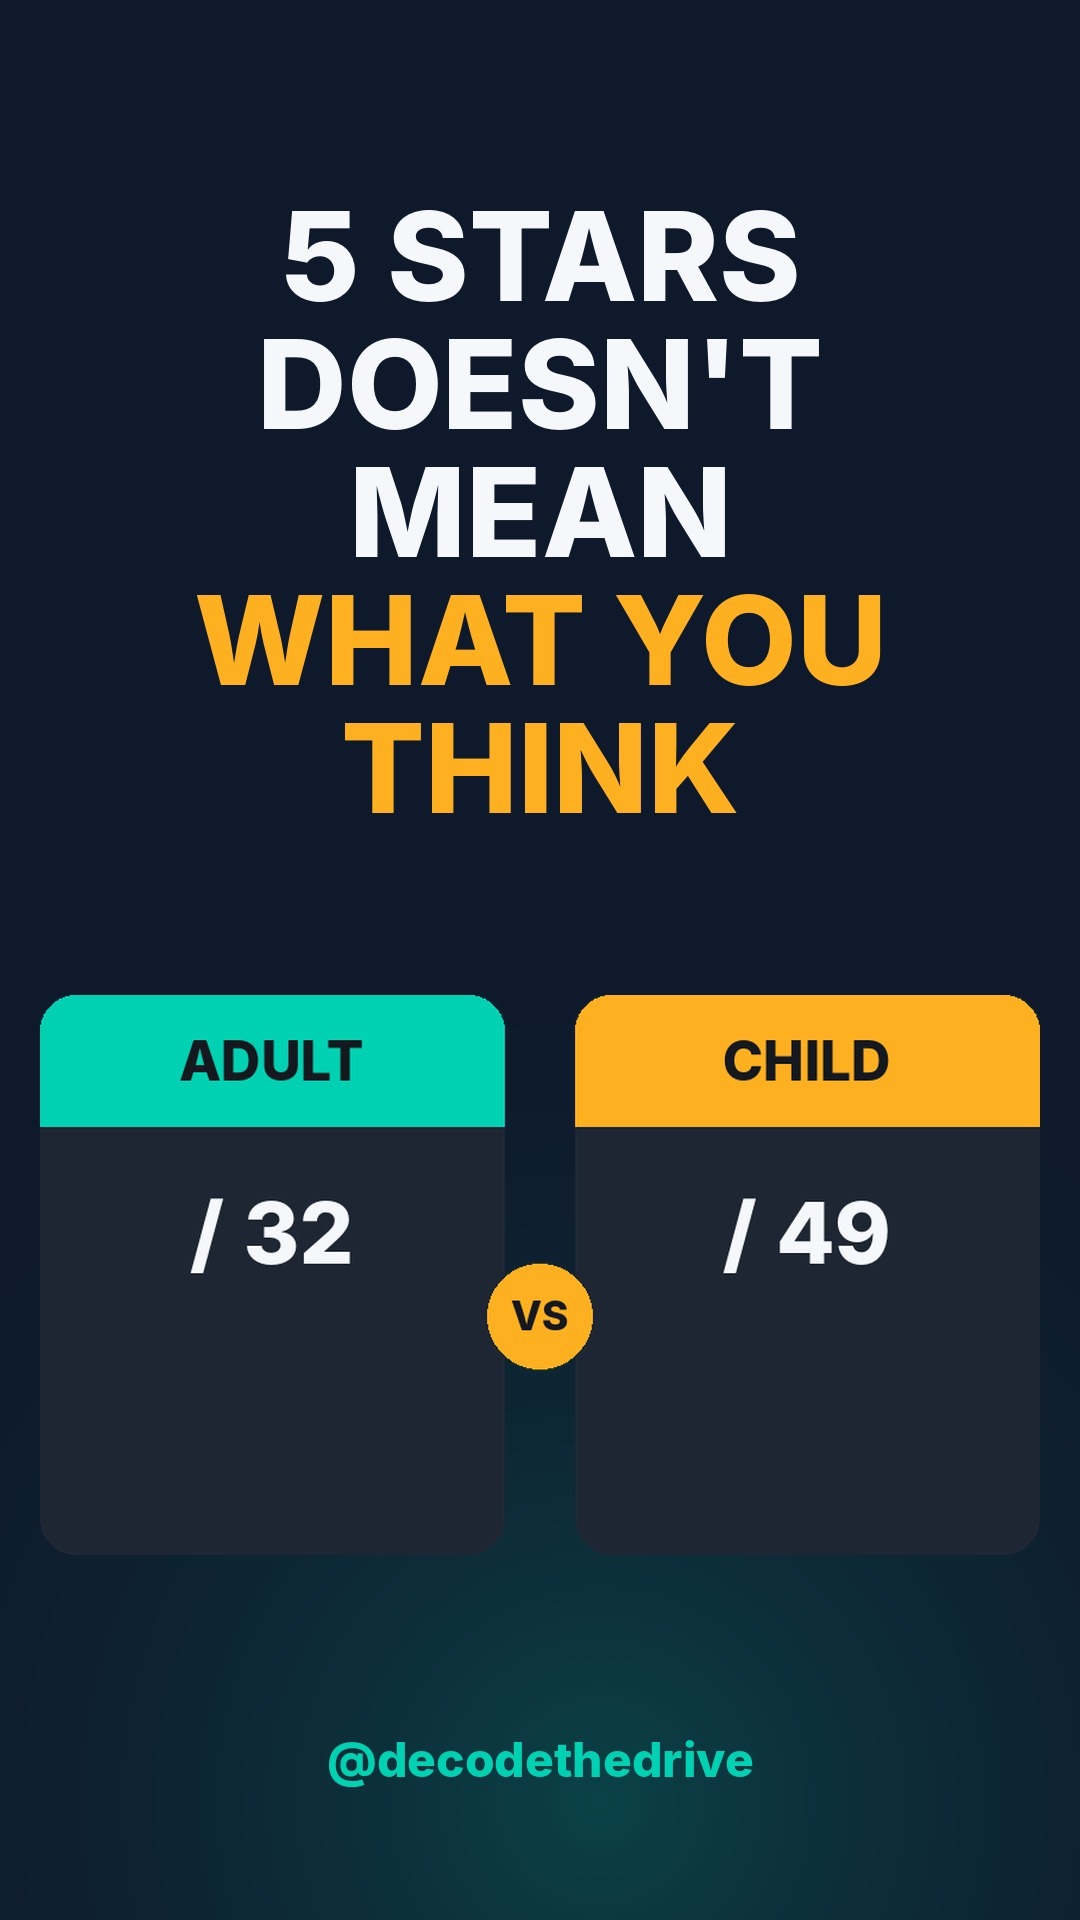 5 STARS
DOESN'T
MEAN
WHAT YOU
THINK
ADULT
/ 32
VS
CHILD
/ 49
@decodethedrive